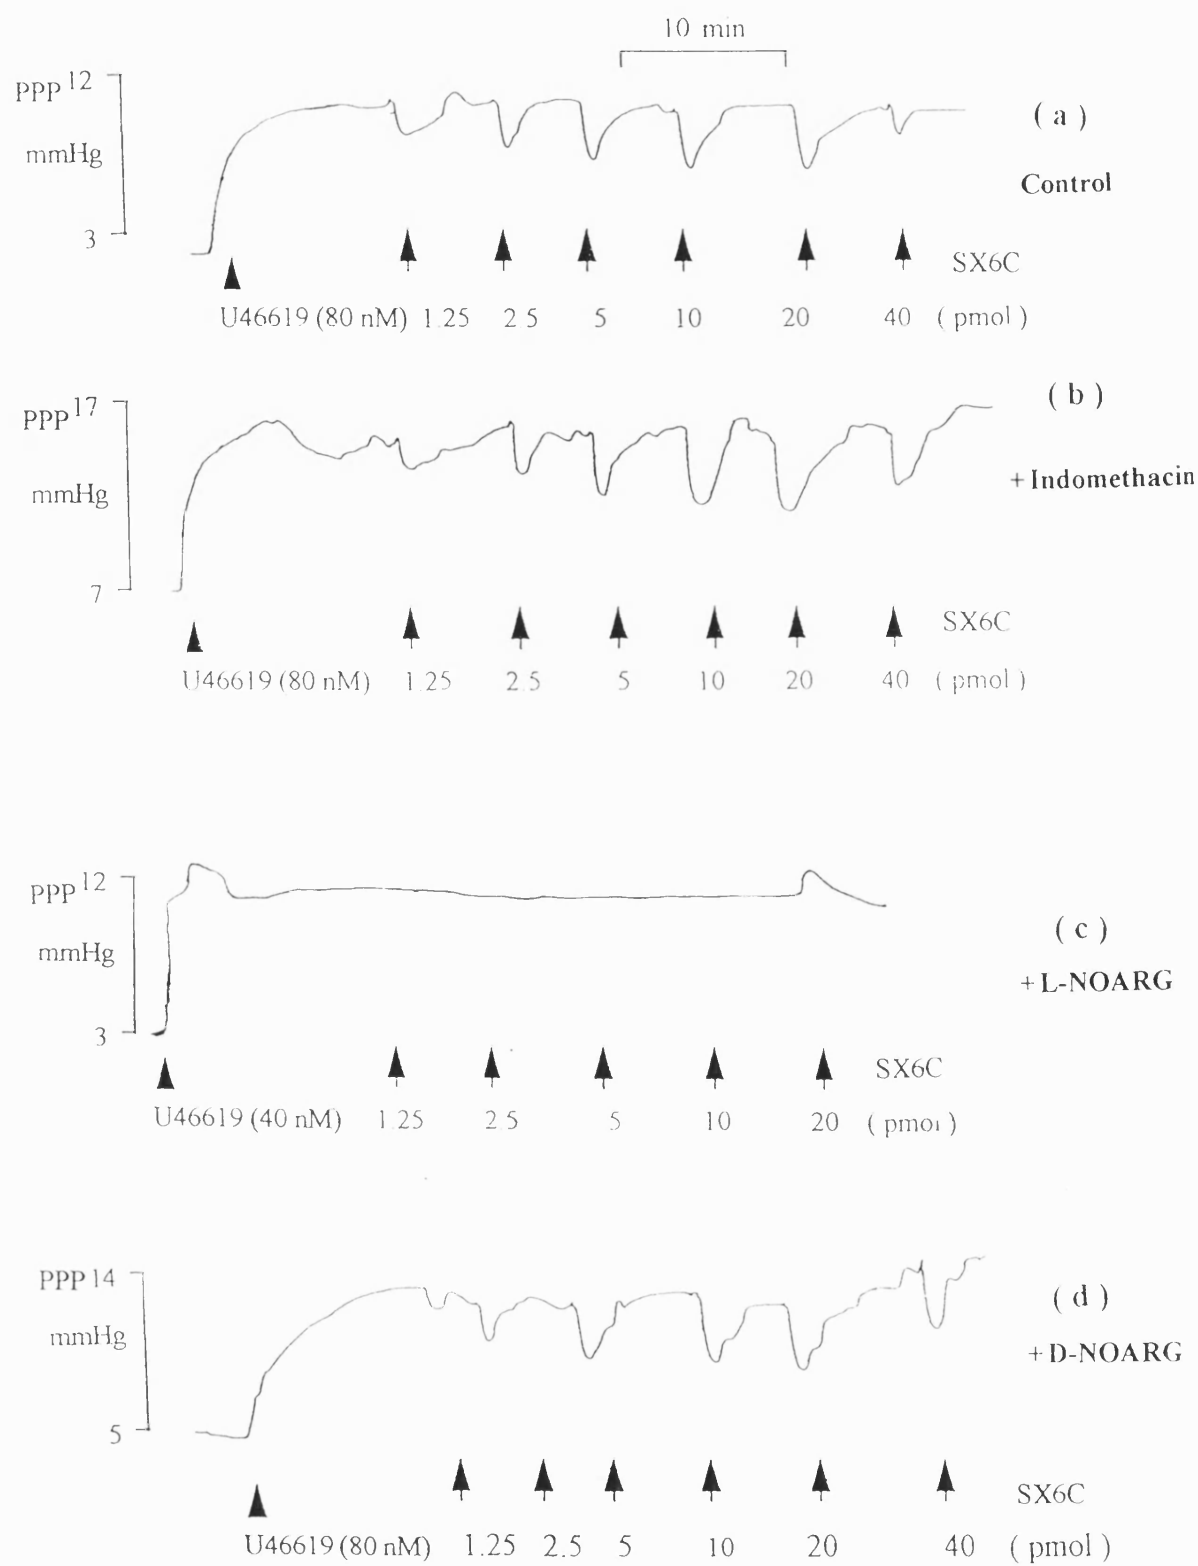 10 min
PPP 12
mmHg
3
( a )
Control
SX6C
U46619 (80 nM) 1.25 2.5 5 10 20 40 ( pmol )
PPP 17
mmHg
7
( b )
+ Indomethacin
SX6C
U46619 (80 nM) 1.25 2.5 5 10 20 40 ( pmol )
PPP 12
mmHg
3
( c )
+ L-NOARG
SX6C
U46619 (40 nM) 1.25 2.5 5 10 20 ( pmol )
PPP 14
mmHg
5
( d )
+ D-NOARG
SX6C
U46619 (80 nM) 1.25 2.5 5 10 20 40 ( pmol )